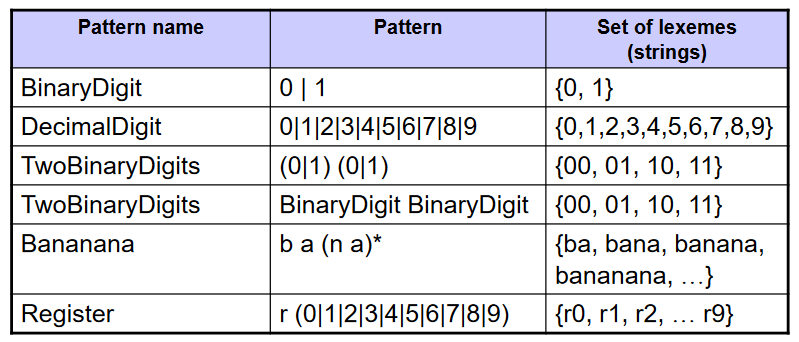 Pattern name Pattern Set of lexemes
(strings)
BinaryDigit 0 | 1 {0, 1}
DecimalDigit 0|1|2|3|4|5|6|7|8|9 {0,1,2,3,4,5,6,7,8,9}
TwoBinaryDigits (0|1) (0|1) {00, 01, 10, 11}
TwoBinaryDigits BinaryDigit BinaryDigit {00, 01, 10, 11}
Bananana b a (n a)* {ba, bana, banana,
bananana, …}
Register r (0|1|2|3|4|5|6|7|8|9) {r0, r1, r2, … r9}